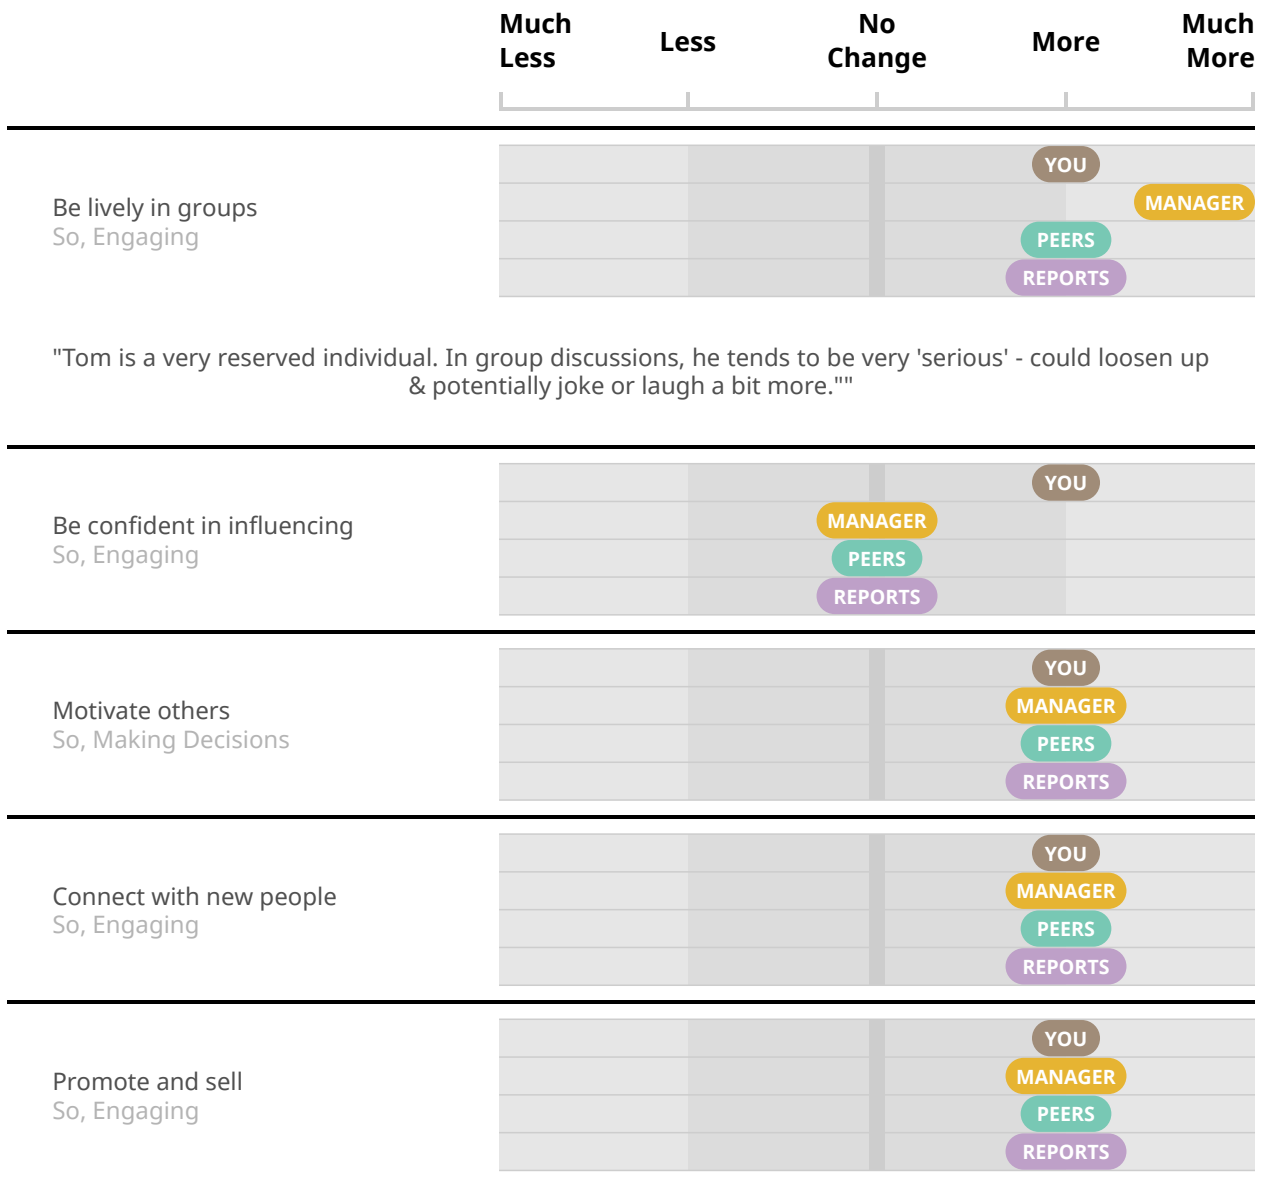 Much Less
Less
No Change
More
Much More
YOU
MANAGER
Be lively in groups
So, Engaging
PEERS
REPORTS
"Tom is a very reserved individual. In group discussions, he tends to be very 'serious' - could loosen up
& potentially joke or laugh a bit more.""
YOU
MANAGER
Be confident in influencing
So, Engaging
PEERS
REPORTS
YOU
MANAGER
Motivate others
So, Making Decisions
PEERS
REPORTS
YOU
MANAGER
Connect with new people
So, Engaging
PEERS
REPORTS
YOU
MANAGER
Promote and sell
So, Engaging
PEERS
REPORTS